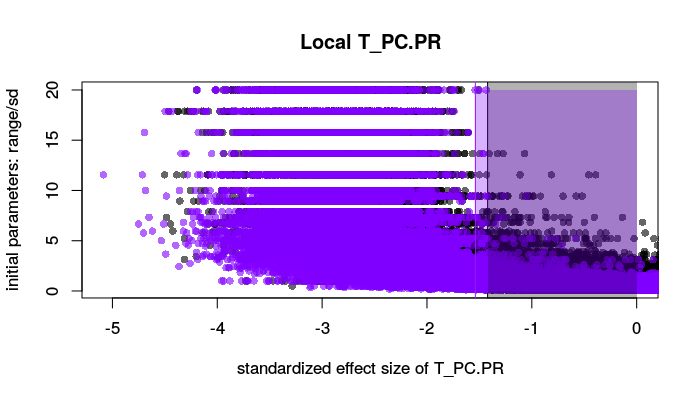 Local T_PC.PR
initial parameters: range/sd
20
15
10
5
0
-5 -4 -3 -2 -1 0
standardized effect size of T_PC.PR